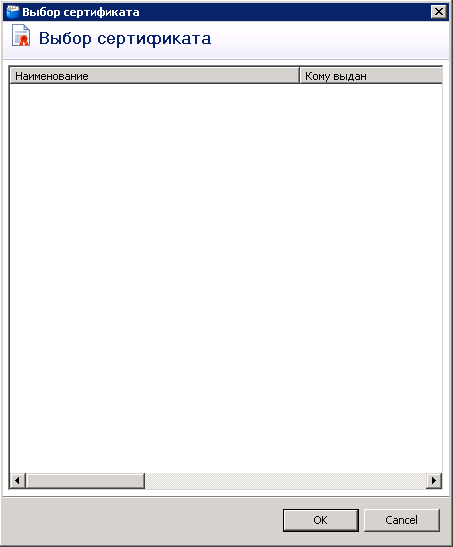 Выбор сертификата
Выбор сертификата
Наименование Кому выдан
OK Cancel